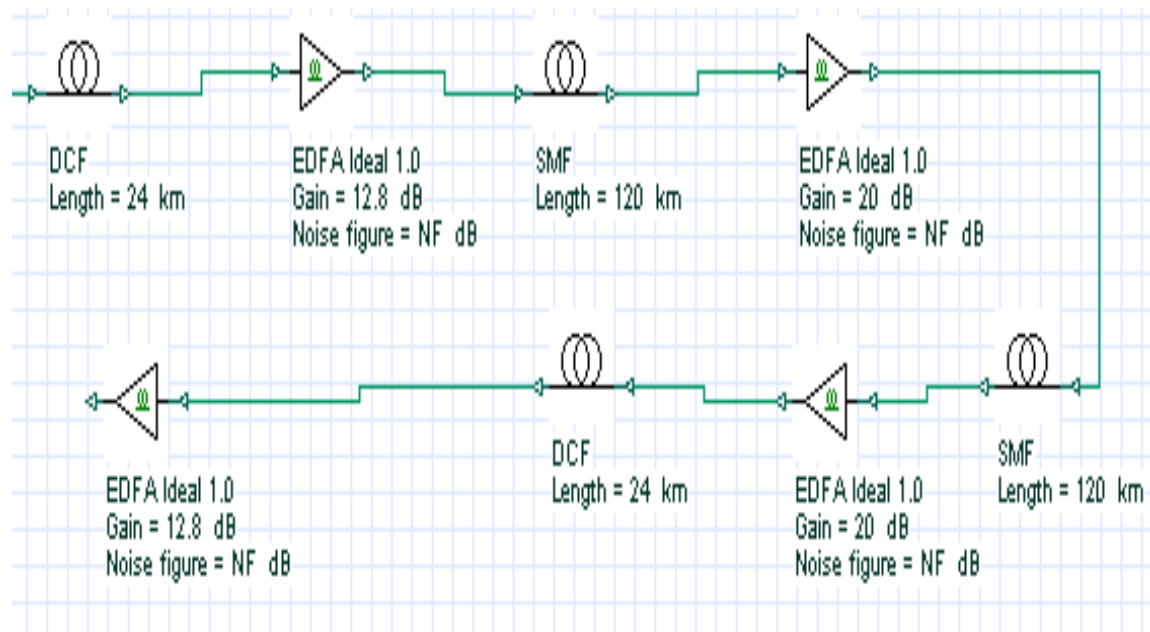 DCF
Length = 24 km
EDFA Ideal 1.0
Gain = 12.8 dB
Noise figure = NF dB
SMF
Length = 120 km
EDFA Ideal 1.0
Gain = 20 dB
Noise figure = NF dB
EDFA Ideal 1.0
Gain = 12.8 dB
Noise figure = NF dB
DCF
Length = 24 km
EDFA Ideal 1.0
Gain = 20 dB
Noise figure = NF dB
SMF
Length = 120 km